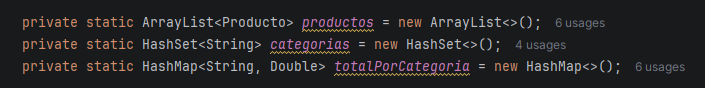 private static ArrayList<Producto> productos = new ArrayList<>(); 6 usages
private static HashSet<String> categorias = new HashSet<>(); 4 usages
private static HashMap<String, Double> totalPorCategoria = new HashMap<>(); 6 usages